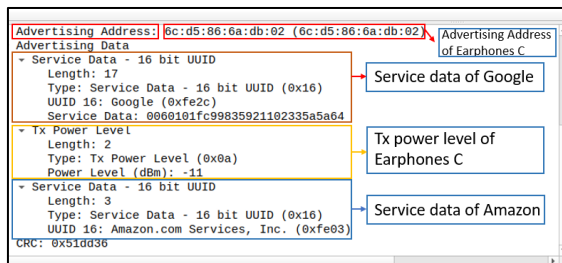 Advertising Address: 6c:d5:86:6a:db:02 (6c:d5:86:6a:db:02)
Advertising Address
of Earphones C
Advertising Data
Service Data - 16 bit UUID
Length: 17
Type: Service Data - 16 bit UUID (0x16)
UUID 16: Google (0xfe2c)
Service Data: 0060101fc99835921102335a5a64
Service data of Google
Tx Power Level
Length: 2
Type: Tx Power Level (0x0a)
Power Level (dBm): -11
Tx power level of
Earphones C
Service Data - 16 bit UUID
Length: 3
Type: Service Data - 16 bit UUID (0x16)
UUID 16: Amazon.com Services, Inc. (0xfe03)
Service data of Amazon
CRC: 0x51dd36